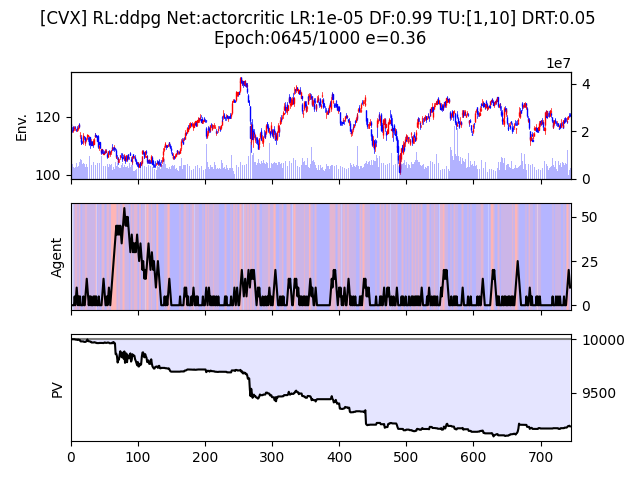 [CVX] RL:ddpg Net:actorcritic LR:1e-05 DF:0.99 TU:[1,10] DRT:0.05
Epoch:0645/1000 e=0.36
1e7
Env.
120
100
4
2
0
Agent
50
25
0
PV
10000
9500
0 100 200 300 400 500 600 700